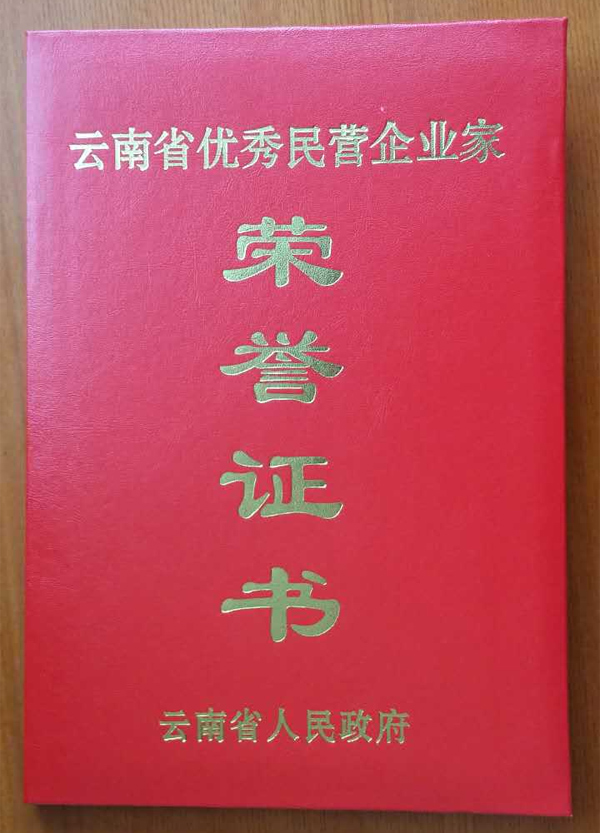 云南省优秀民营企业家
荣
誉
证
书
云南省人民政府